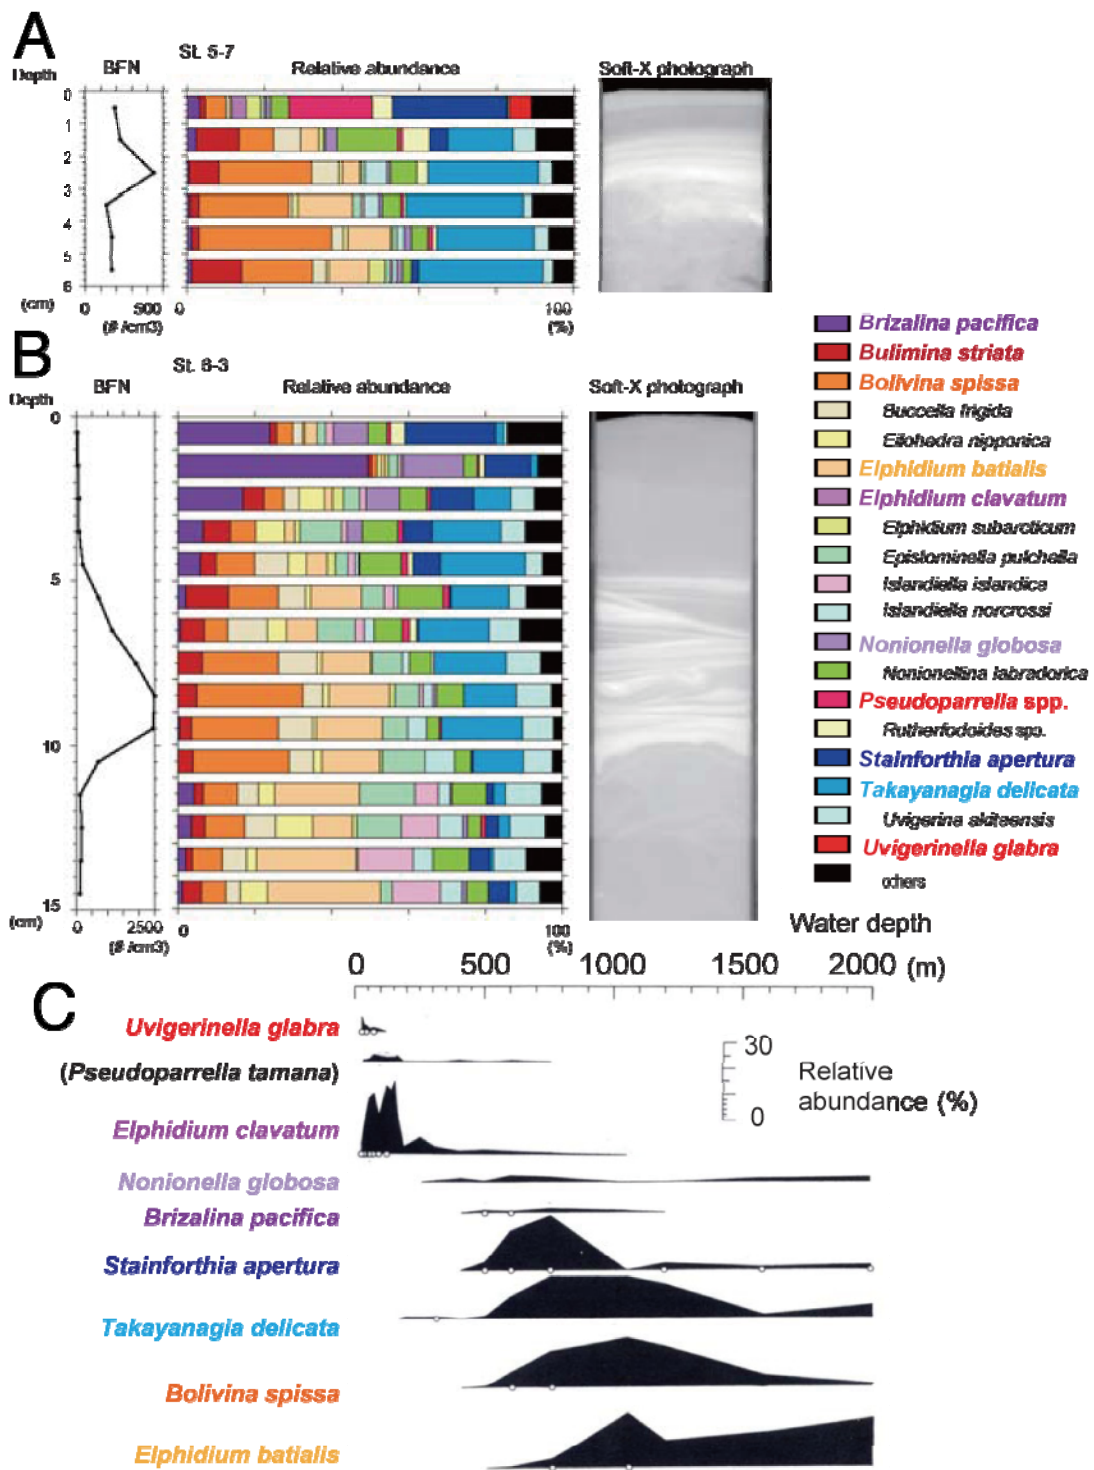 A
St. 5-7
Depth
BFN
Relative abundance
Soft-X photograph
0
1
2
3
4
5
6
(cm)
0 500
(# /cm3)
0 100
(%)
B
St. 6-3
BFN
Relative abundance
Soft-X photograph
Depth
0
5
10
15
(cm)
0 2500
(# /cm3)
0 100
(%)
Brizalina pacifica
Bulimina striata
Bolivina spissa
Buccella frigida
Eilohedra nipponica
Elphidium batialis
Elphidium clavatum
Elphidium subarcticum
Epistominella pulchella
Islandiella islandica
Islandiella norcrossi
Nonionella globosa
Nonionellina labradorica
Pseudoparrella spp.
Rutherfodoides spp.
Stainforthia apertura
Takayanagia delicata
Uvigerina akitaensis
Uvigerinella glabra
others
Water depth
0 500 1000 1500 2000 (m)
C
Uvigerinella glabra
(Pseudoparrella tamana)
Elphidium clavatum
Nonionella globosa
Brizalina pacifica
Stainforthia apertura
Takayanagia delicata
Bolivina spissa
Elphidium batialis
30
0
Relative
abundance (%)